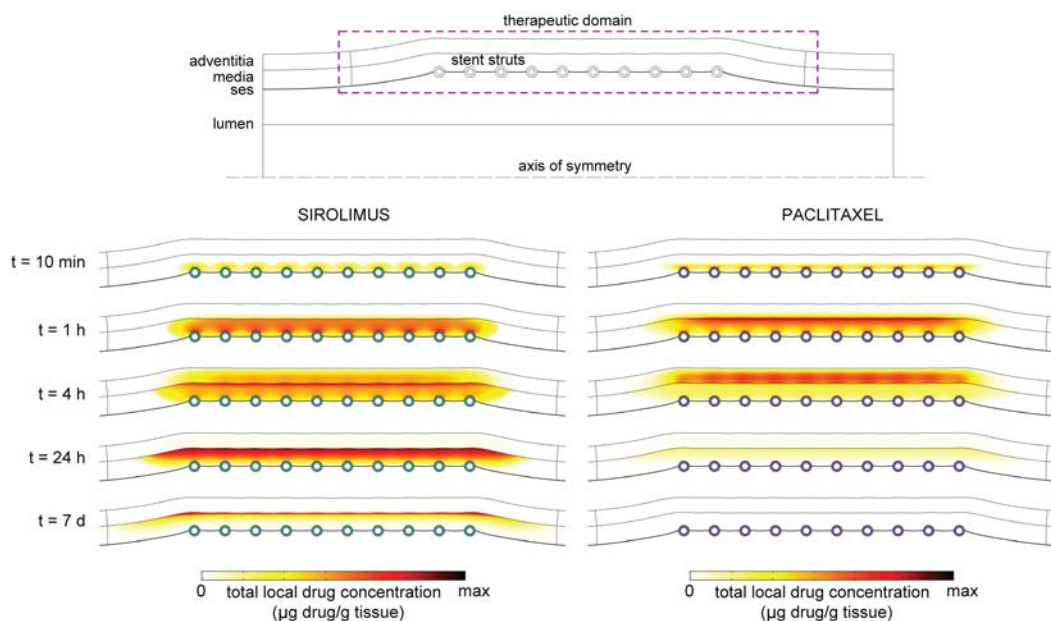 therapeutic domain
adventitia
stent struts
media
ses
lumen
axis of symmetry
SIROLIMUS
PACLITAXEL
t = 10 min
t = 1 h
t = 4 h
t = 24 h
t = 7 d
0 total local drug concentration max
(µg drug/g tissue)
0 total local drug concentration max
(µg drug/g tissue)